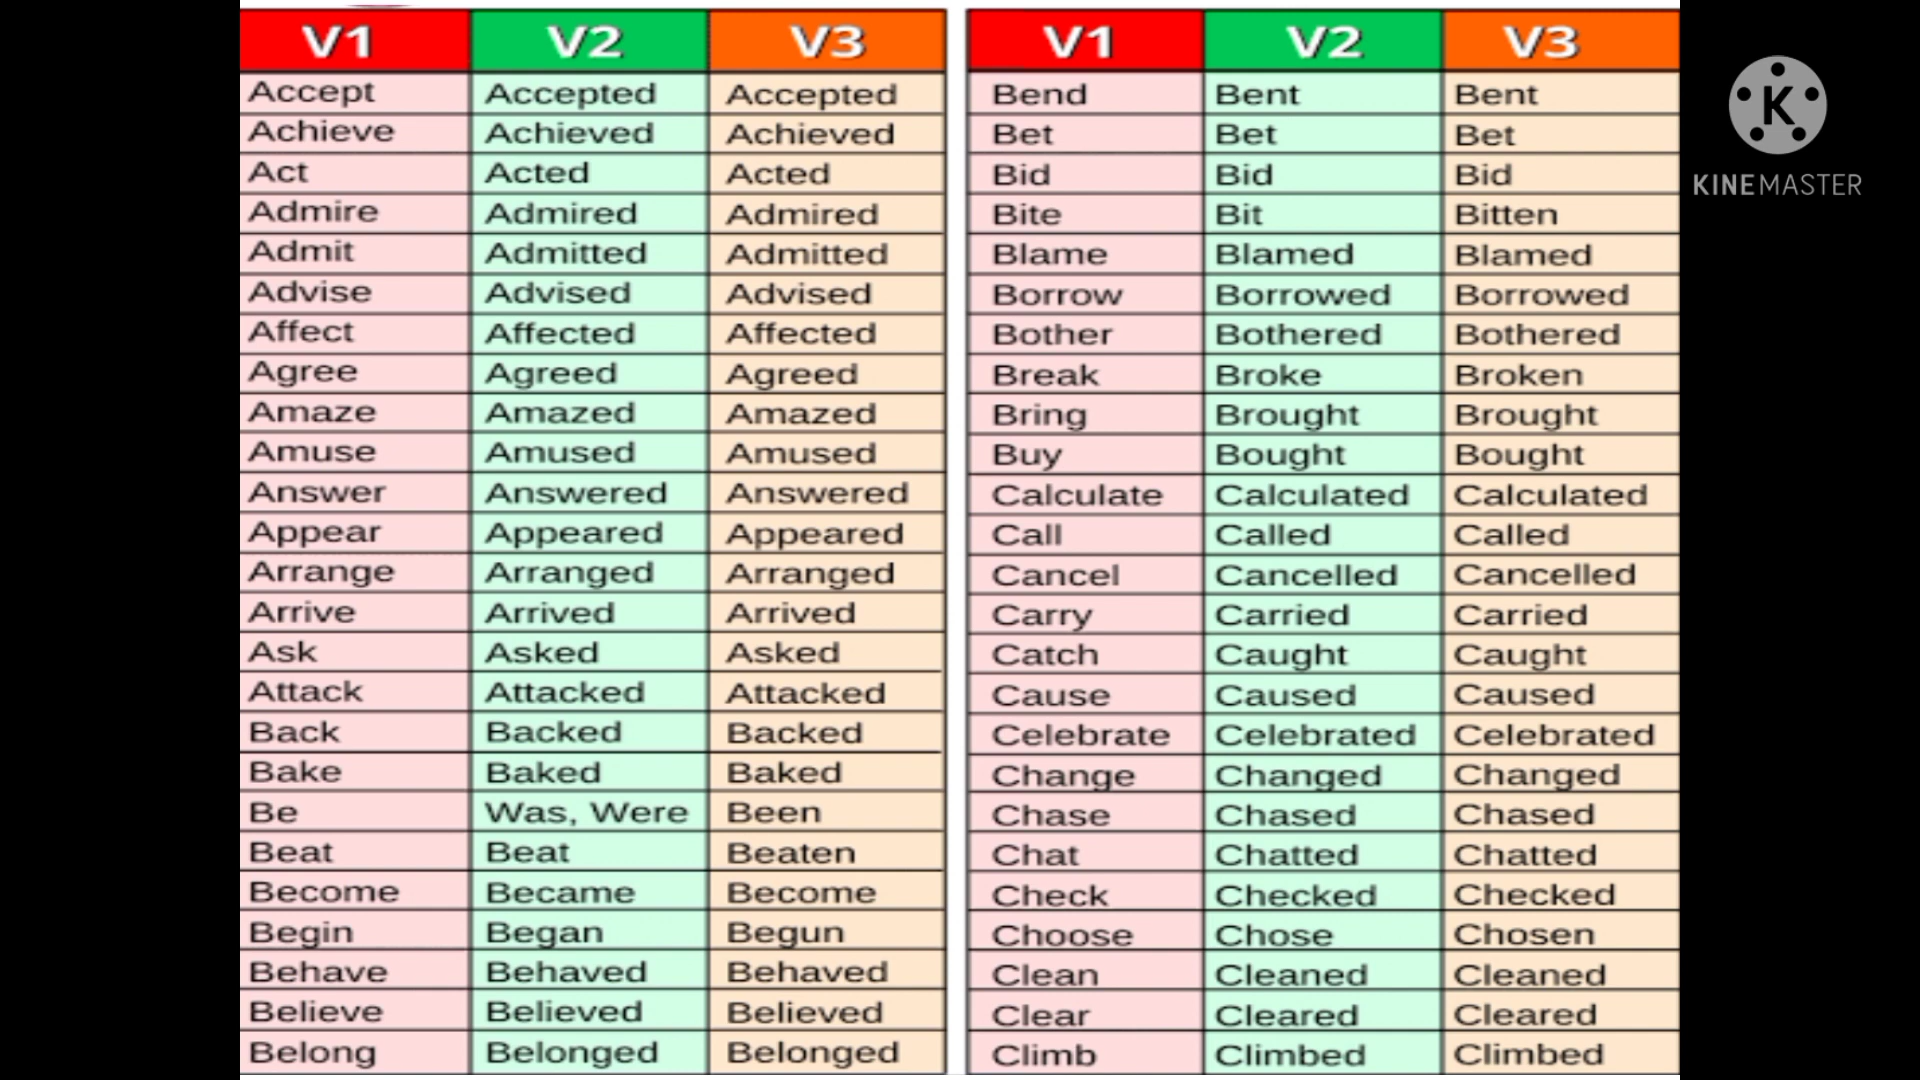 V1 V2 V3
Accept Accepted Accepted
Achieve Achieved Achieved
Act Acted Acted
Admire Admired Admired
Admit Admitted Admitted
Advise Advised Advised
Affect Affected Affected
Agree Agreed Agreed
Amaze Amazed Amazed
Amuse Amused Amused
Answer Answered Answered
Appear Appeared Appeared
Arrange Arranged Arranged
Arrive Arrived Arrived
Ask Asked Asked
Attack Attacked Attacked
Back Backed Backed
Bake Baked Baked
Be Was, Were Been
Beat Beat Beaten
Become Became Become
Begin Began Begun
Behave Behaved Behaved
Believe Believed Believed
Belong Belonged Belonged
V1 V2 V3
Bend Bent Bent
Bet Bet Bet
Bid Bid Bid
Bite Bit Bitten
Blame Blamed Blamed
Borrow Borrowed Borrowed
Bother Bothered Bothered
Break Broke Broken
Bring Brought Brought
Buy Bought Bought
Calculate Calculated Calculated
Call Called Called
Cancel Cancelled Cancelled
Carry Carried Carried
Catch Caught Caught
Cause Caused Caused
Celebrate Celebrated Celebrated
Change Changed Changed
Chase Chased Chased
Chat Chatted Chatted
Check Checked Checked
Choose Chose Chosen
Clean Cleaned Cleaned
Clear Cleared Cleared
Climb Climbed Climbed
K
KINEMASTER